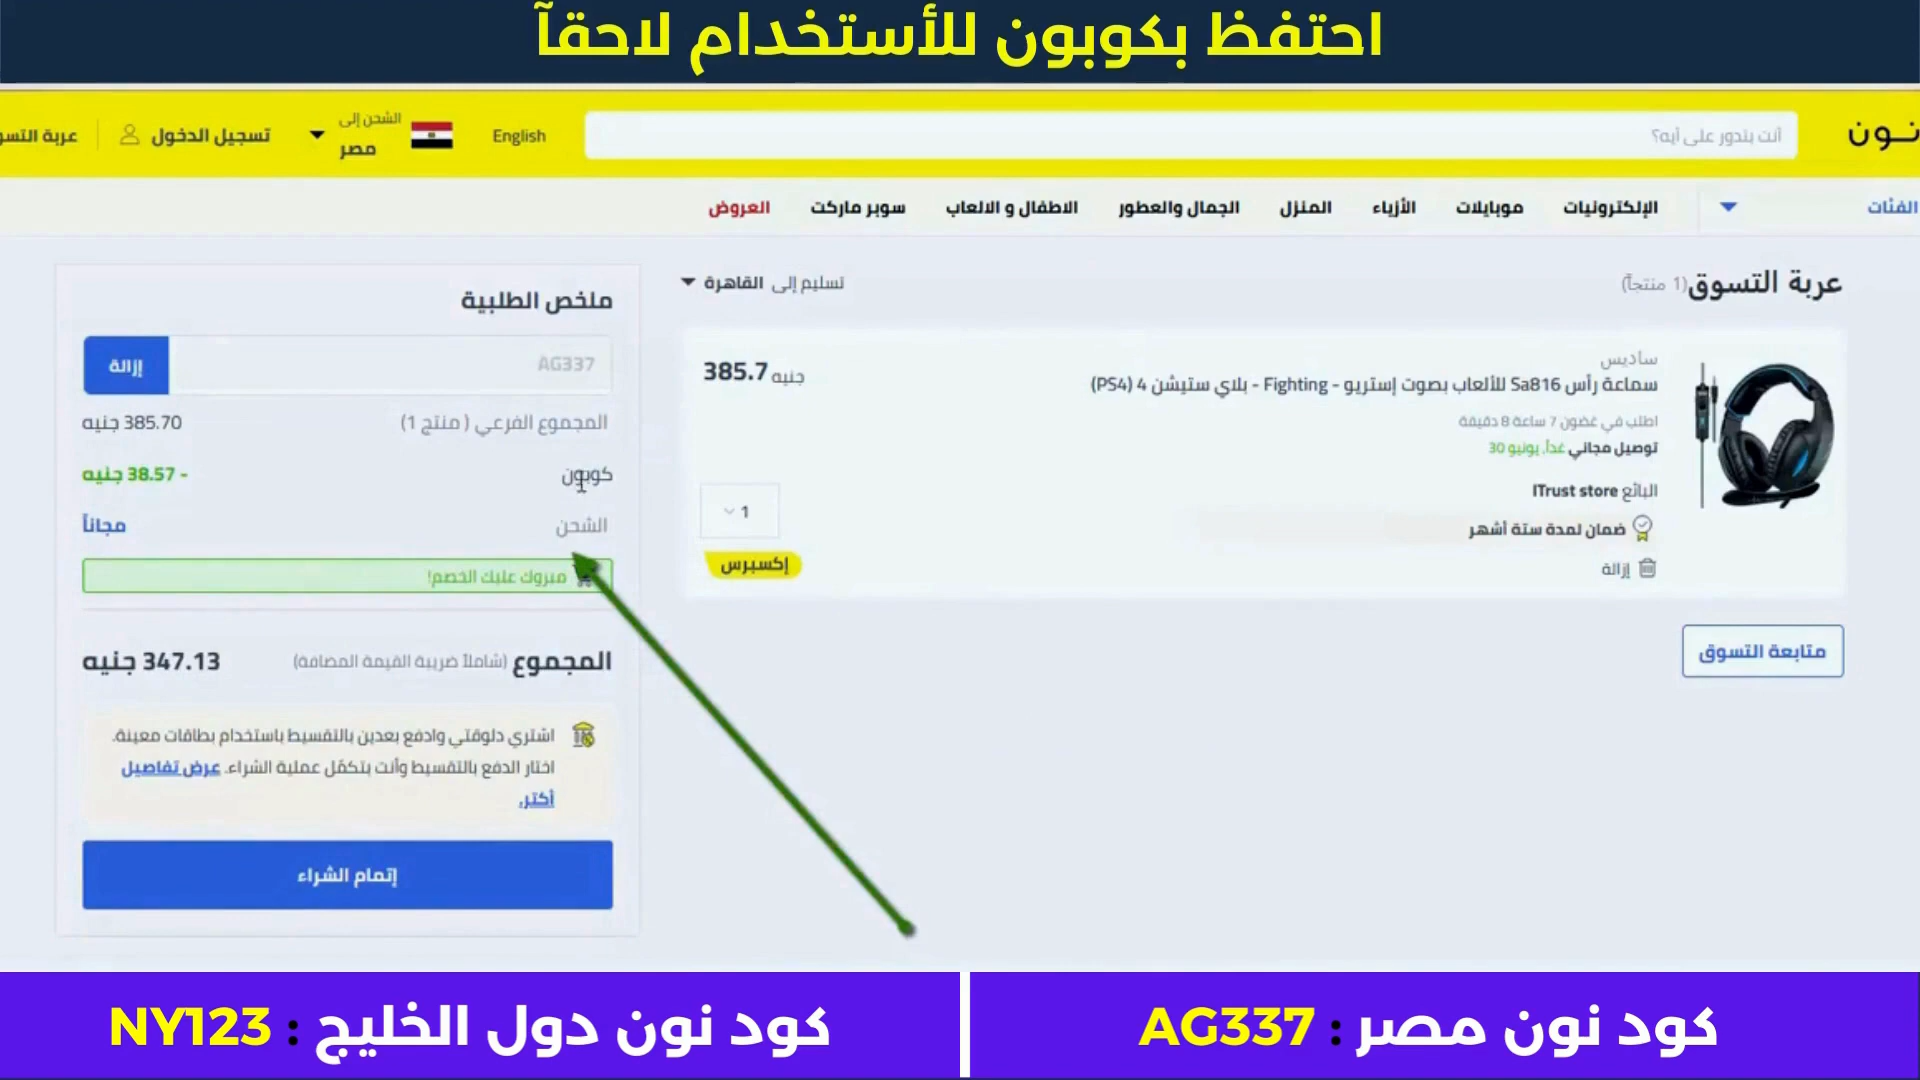 احتفظ بكوبون للأستخدام لاحقآ
نون
أنت بتدور على أيه؟
English
الشحن إلى
مصر
تسجيل الدخول
عربة التسو
الفئات
الإلكترونيات
موبايلات
الأزياء
المنزل
الجمال والعطور
الاطفال و الالعاب
سوبر ماركت
العروض
عربة التسوق (1 منتجاً)
تسليم إلى القاهرة
ساديس
سماعة رأس Sa816 للألعاب بصوت إستريو - Fighting - بلاي ستيشن 4 (PS4)
جنيه 385.7
اطلب في غضون 7 ساعة 8 دقيقة
توصيل مجاني غداً, يونيو 30
البائع ITrust store
ضمان لمدة ستة أشهر
إزالة
1
إكسبرس
متابعة التسوق
ملخص الطلبية
AG337
إزالة
المجموع الفرعي ( منتج 1)
385.70 جنيه
كوبون
- 38.57 جنيه
الشحن
مجاناً
مبروك عليك الخصم!
المجموع (شاملاً ضريبة القيمة المضافة)
347.13 جنيه
اشتري دلوقتي وادفع بعدين بالتقسيط باستخدام بطاقات معينة.
اختار الدفع بالتقسيط وأنت بتكمّل عملية الشراء. عرض تفاصيل
أكتر.
إتمام الشراء
كود نون مصر : AG337
كود نون دول الخليج : NY123